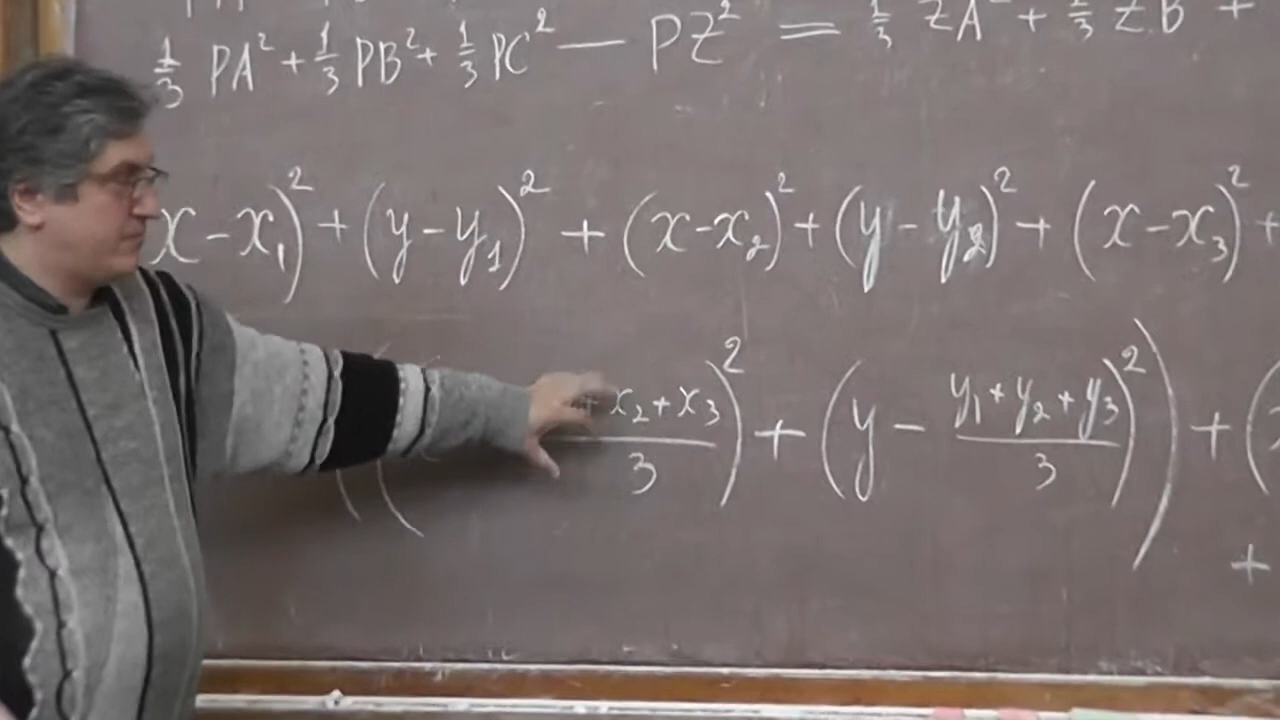 PA²
1/3 PA² + 1/3 PB² + 1/3 PC² — PZ² = 1/3 ZA² + 1/3 ZB² +
x - x₁)² + (y - y₁)² + (x - x₂)² + (y - y₂)² + (x - x₃)² +
( ( + x₂ + x₃ / 3)² + (y - y₁ + y₂ + y₃ / 3)²) + (
+